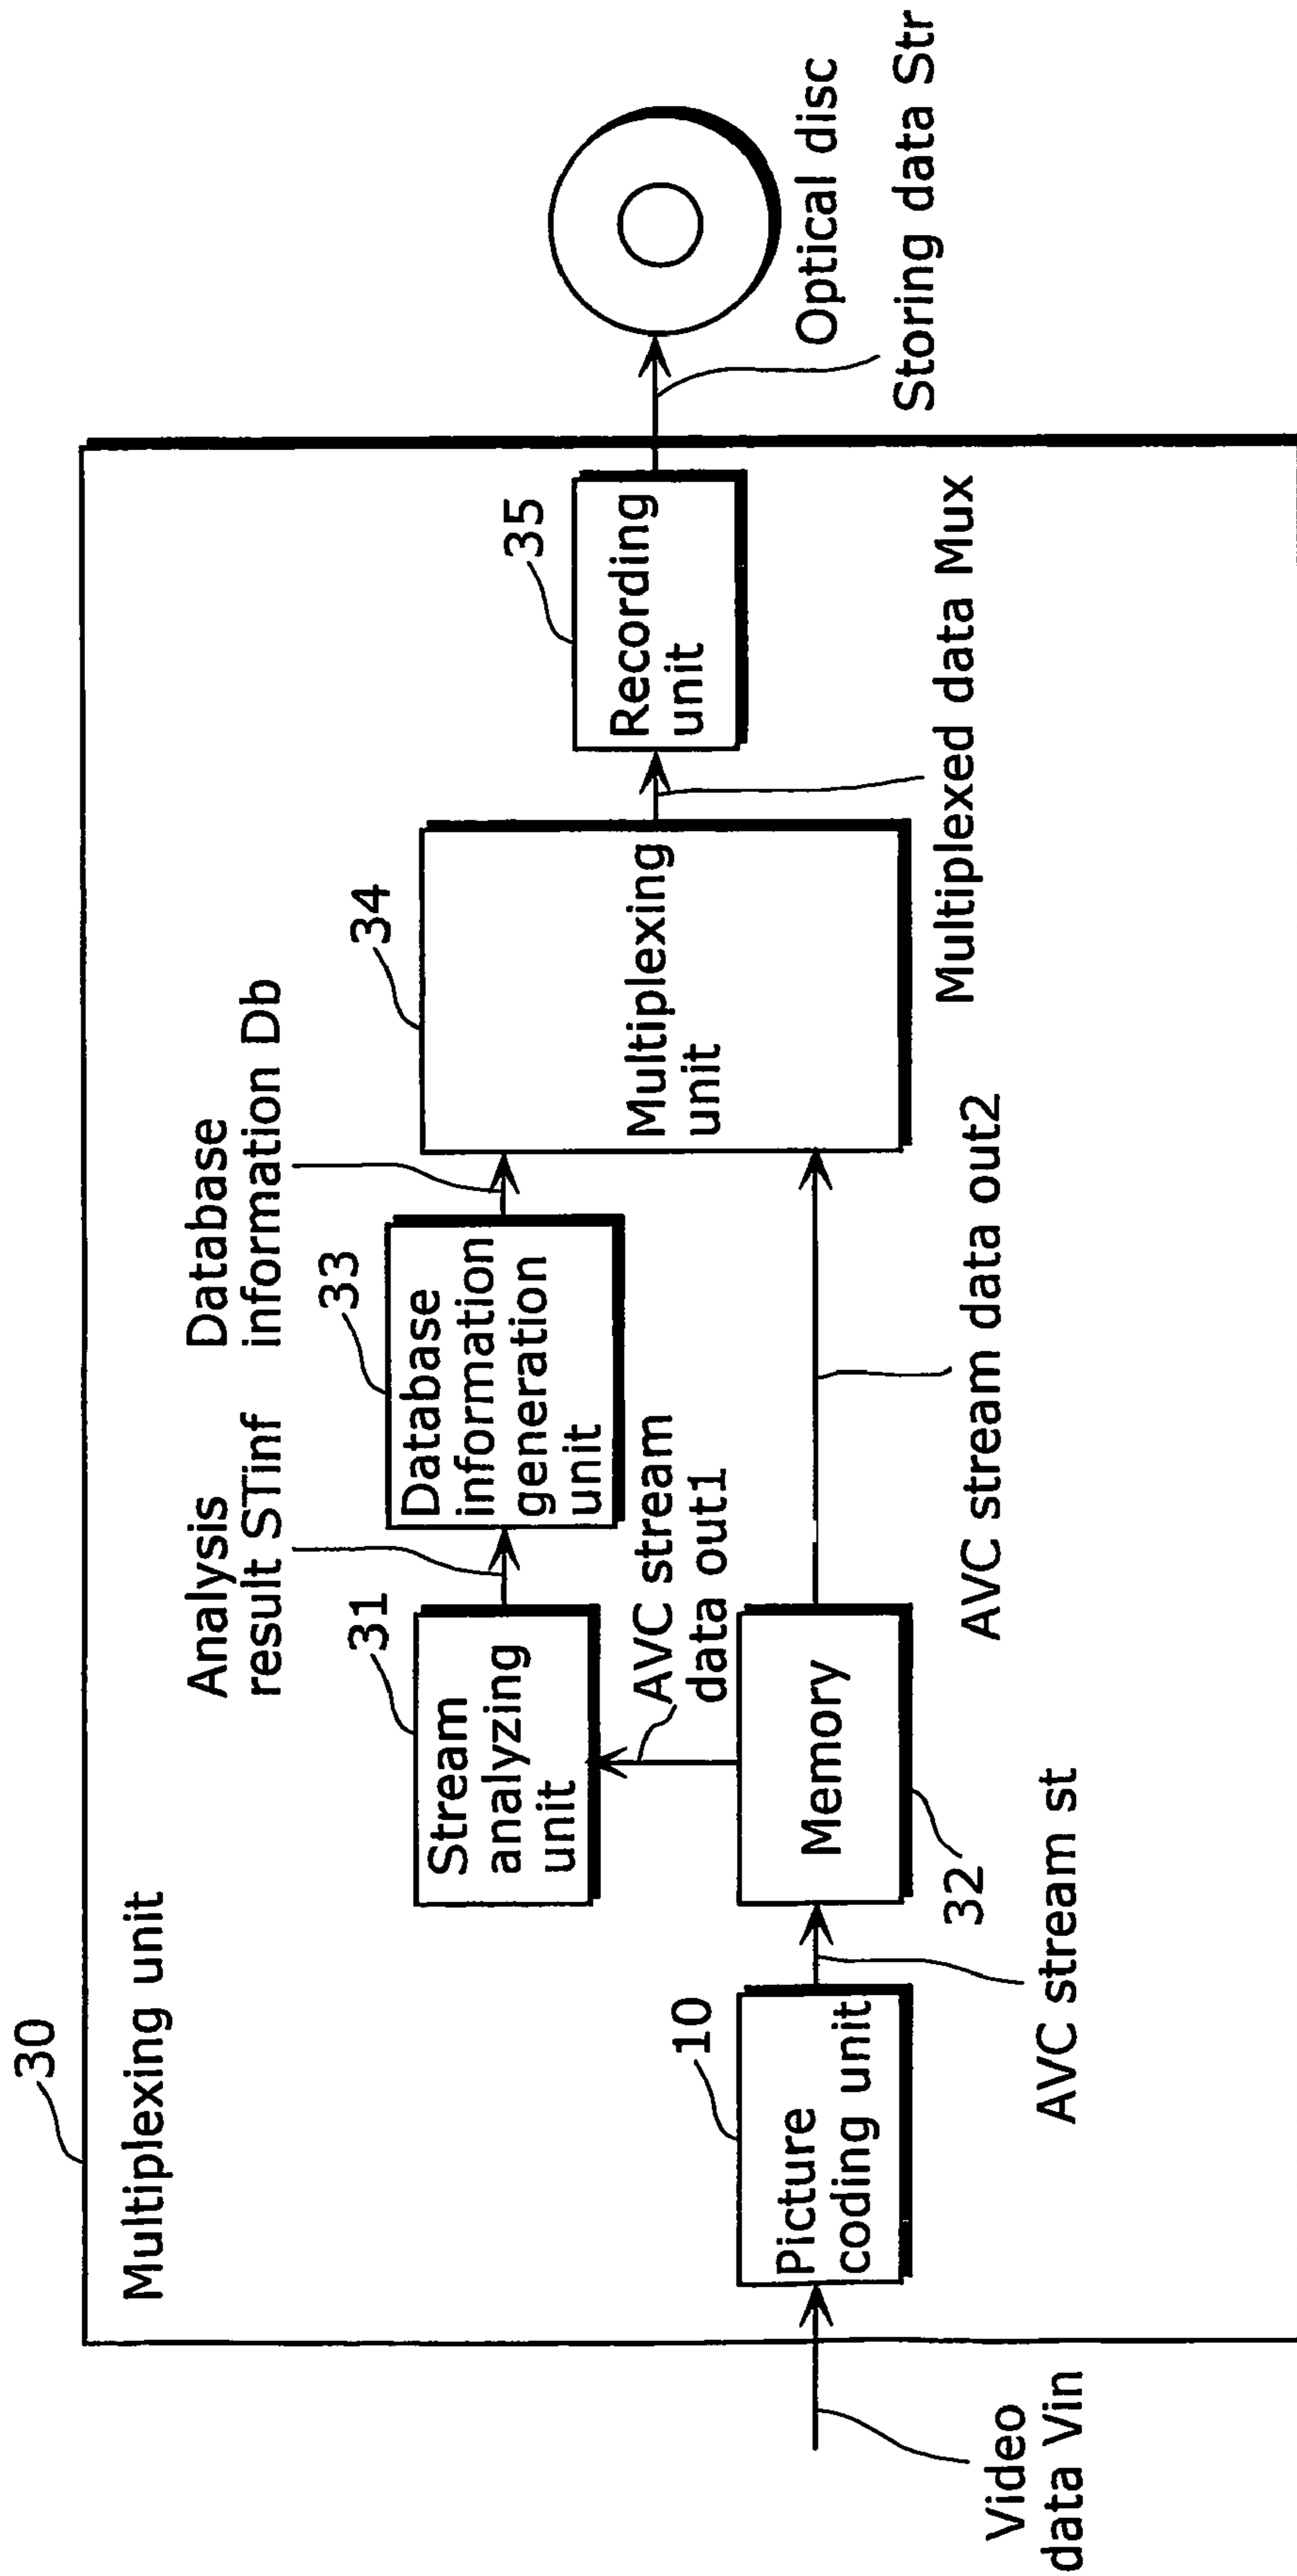 30
Multiplexing unit
Video
data Vin
10
Picture
coding unit
AVC stream st
32
Memory
31
Stream
analyzing
unit
AVC stream
data out1
Analysis
result STinf
33
Database
information
generation
unit
Database
information Db
AVC stream data out2
34
Multiplexing
unit
Multiplexed data Mux
35
Recording
unit
Optical disc
Storing data Str